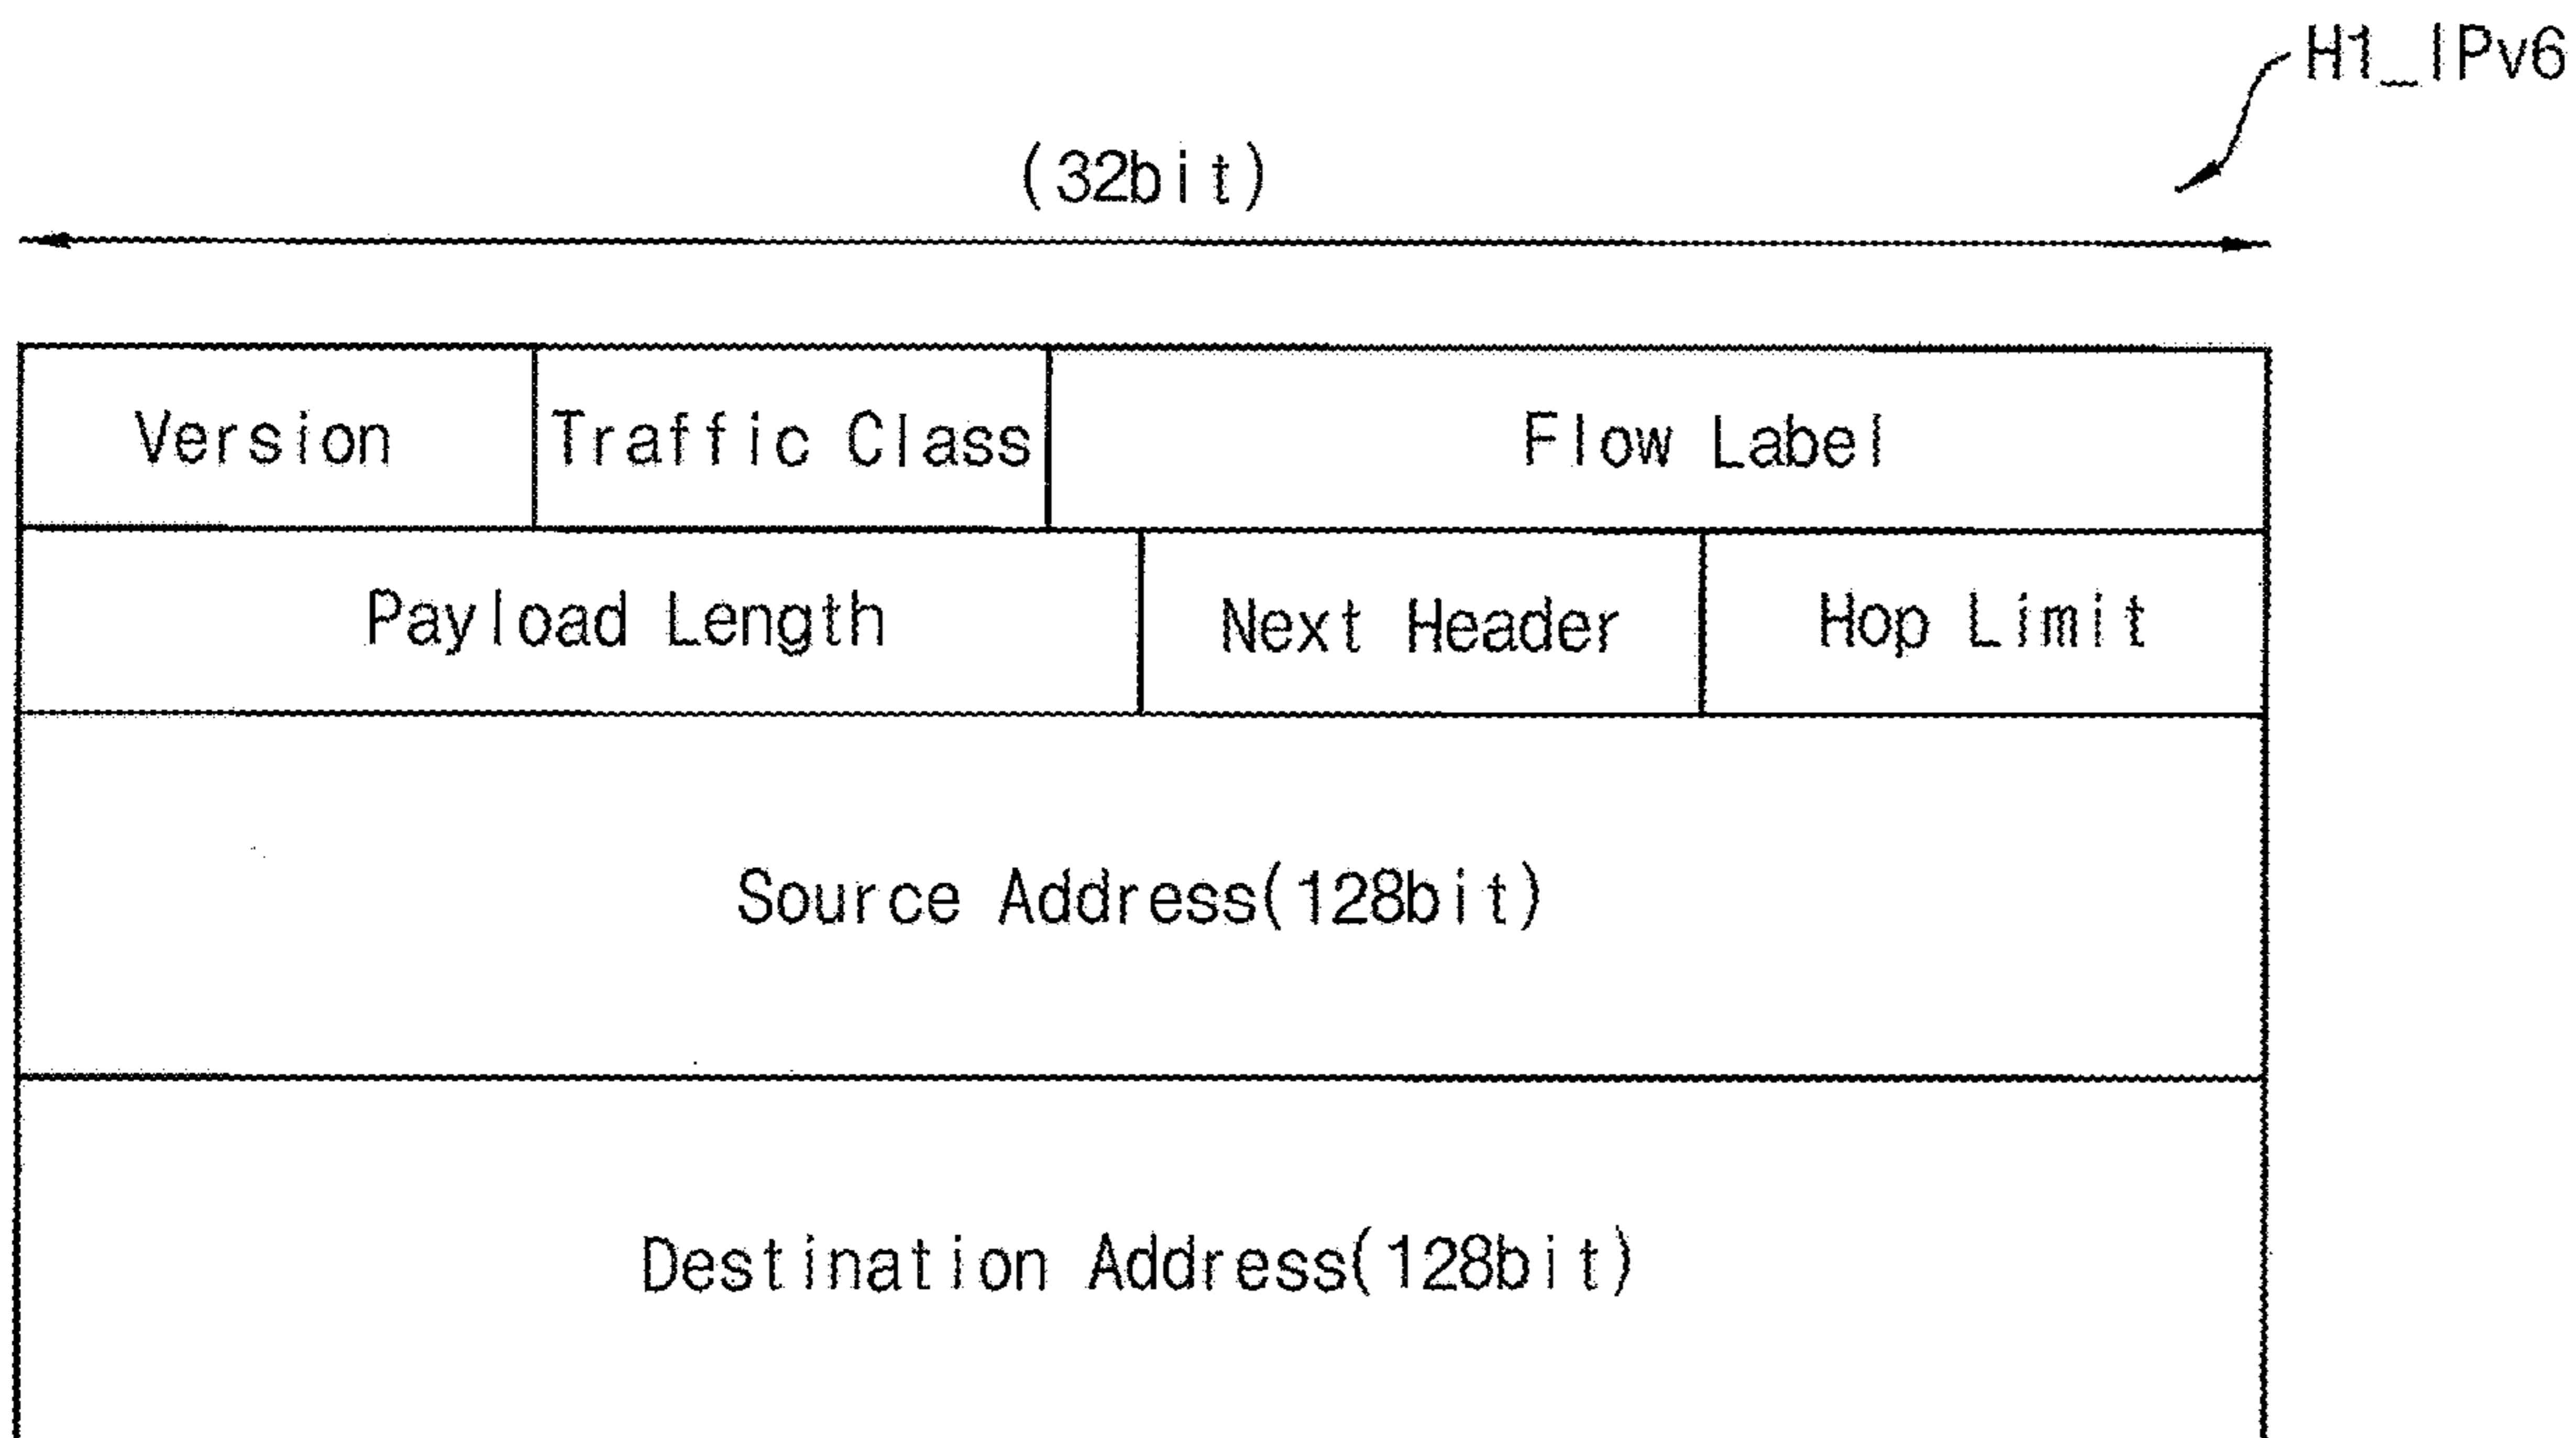 H1_IPv6
(32bit)
Version Traffic Class Flow Label
Payload Length Next Header Hop Limit
Source Address(128bit)
Destination Address(128bit)